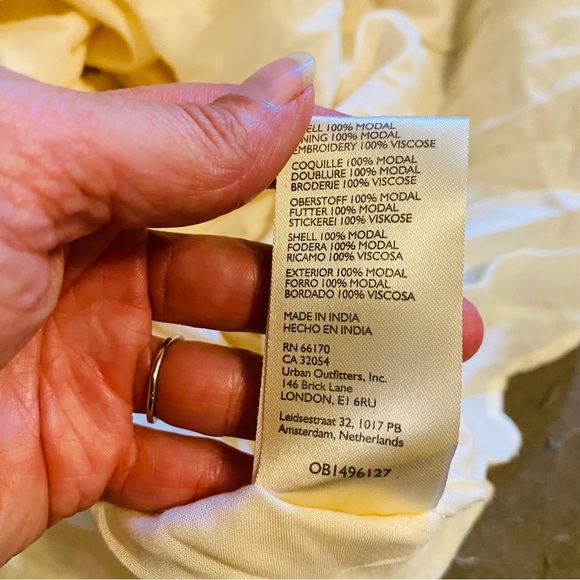 ELL 100% MODAL
NING 100% MODAL
EMBROIDERY 100% VISCOSE
COQUILLE 100% MODAL
DOUBLURE 100% MODAL
BRODERIE 100% VISCOSE
OBERSTOFF 100% MODAL
FUTTER 100% MODAL
STICKEREI 100% VISKOSE
SHELL 100% MODAL
FODERA 100% MODAL
RICAMO 100% VISCOSA
EXTERIOR 100% MODAL
FORRO 100% MODAL
BORDADO 100% VISCOSA
MADE IN INDIA
HECHO EN INDIA
RN 66170
CA 32054
Urban Outfitters, Inc.
146 Brick Lane
LONDON, E1 6RU
Leidsestraat 32, 1017 PB
Amsterdam, Netherlands
OB1496127